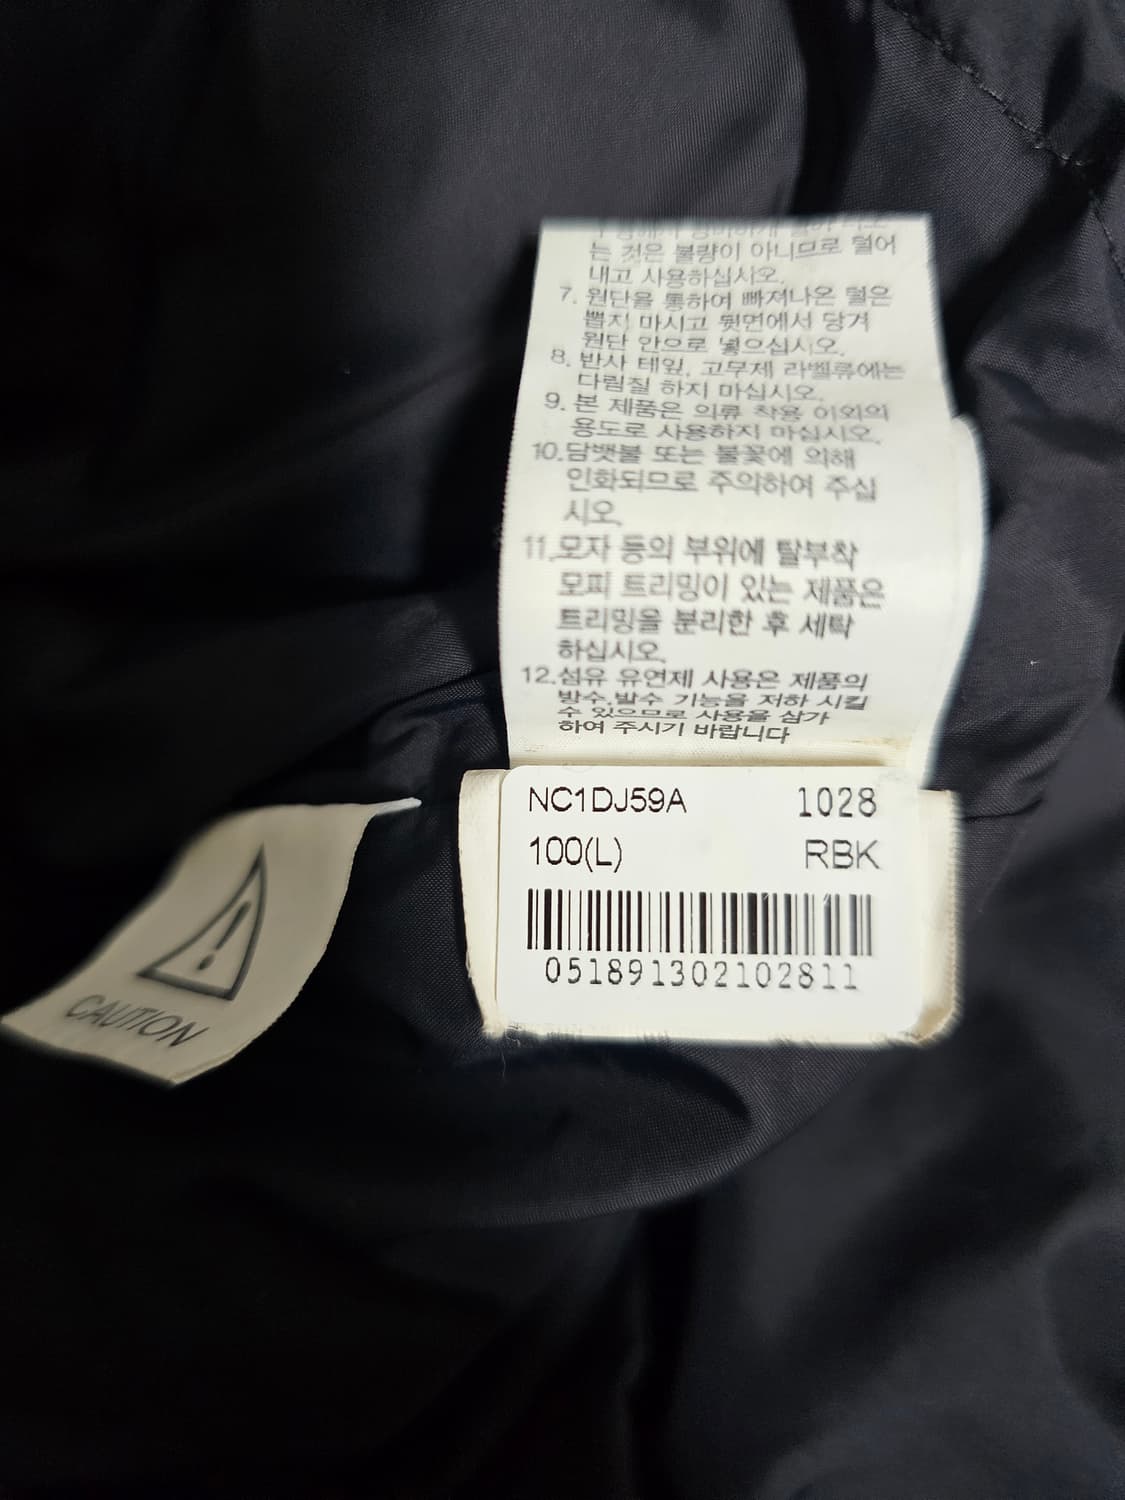 는 것은 불량이 아니므로 털어
내고 사용하십시오.
7. 원단을 통하여 빠져나온 털은
뽑지 마시고 뒷면에서 당겨
원단 안으로 넣으십시오.
8. 반사 테잎, 고무제 라벨류에는
다림질 하지 마십시오.
9. 본 제품은 의류 착용 이외의
용도로 사용하지 마십시오.
10.담뱃불 또는 불꽃에 의해
인화되므로 주의하여 주십
시오.
11.모자 등의 부위에 탈부착
모피 트리밍이 있는 제품은
트리밍을 분리한 후 세탁
하십시오.
12.섬유 유연제 사용은 제품의
방수,발수 기능을 저하 시킬
수 있으므로 사용을 삼가
하여 주시기 바랍니다
NC1DJ59A 1028
100(L) RBK
051891302102811
CAUTION